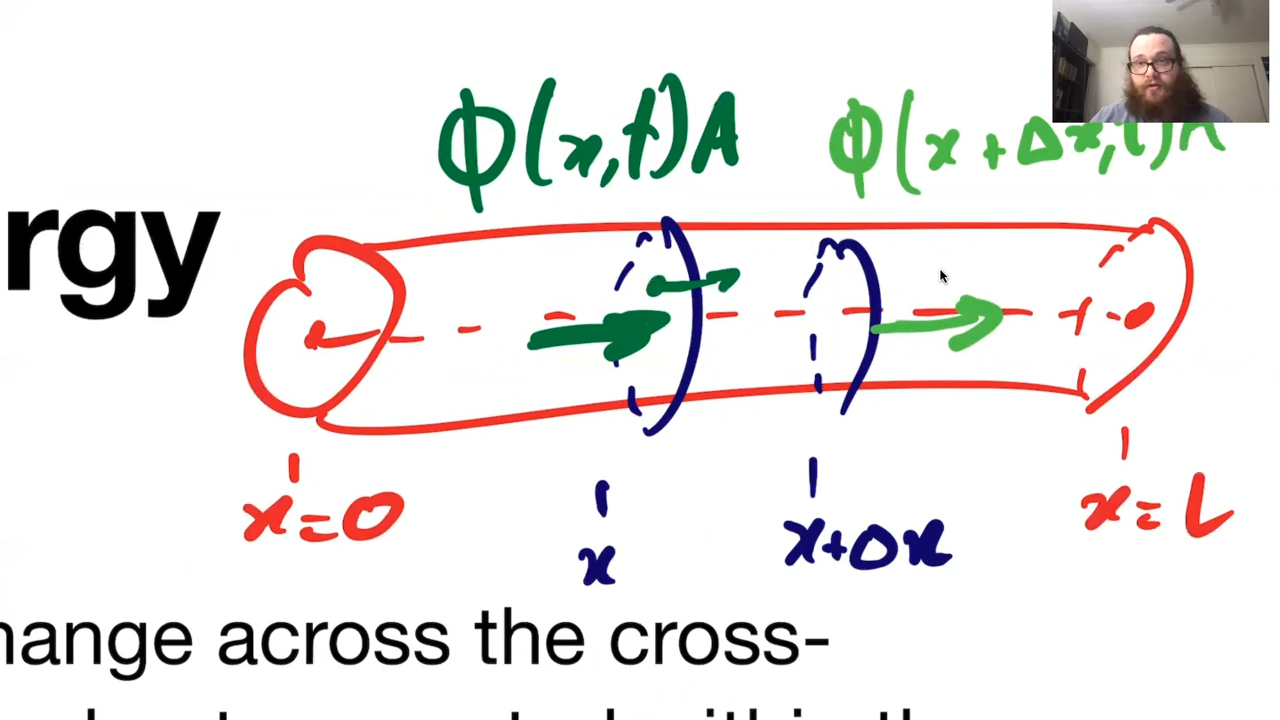 ϕ(x,t)A ϕ(x+Δx,t)A
rgy
x=0 x x+Δx x=L
hange across the cross-